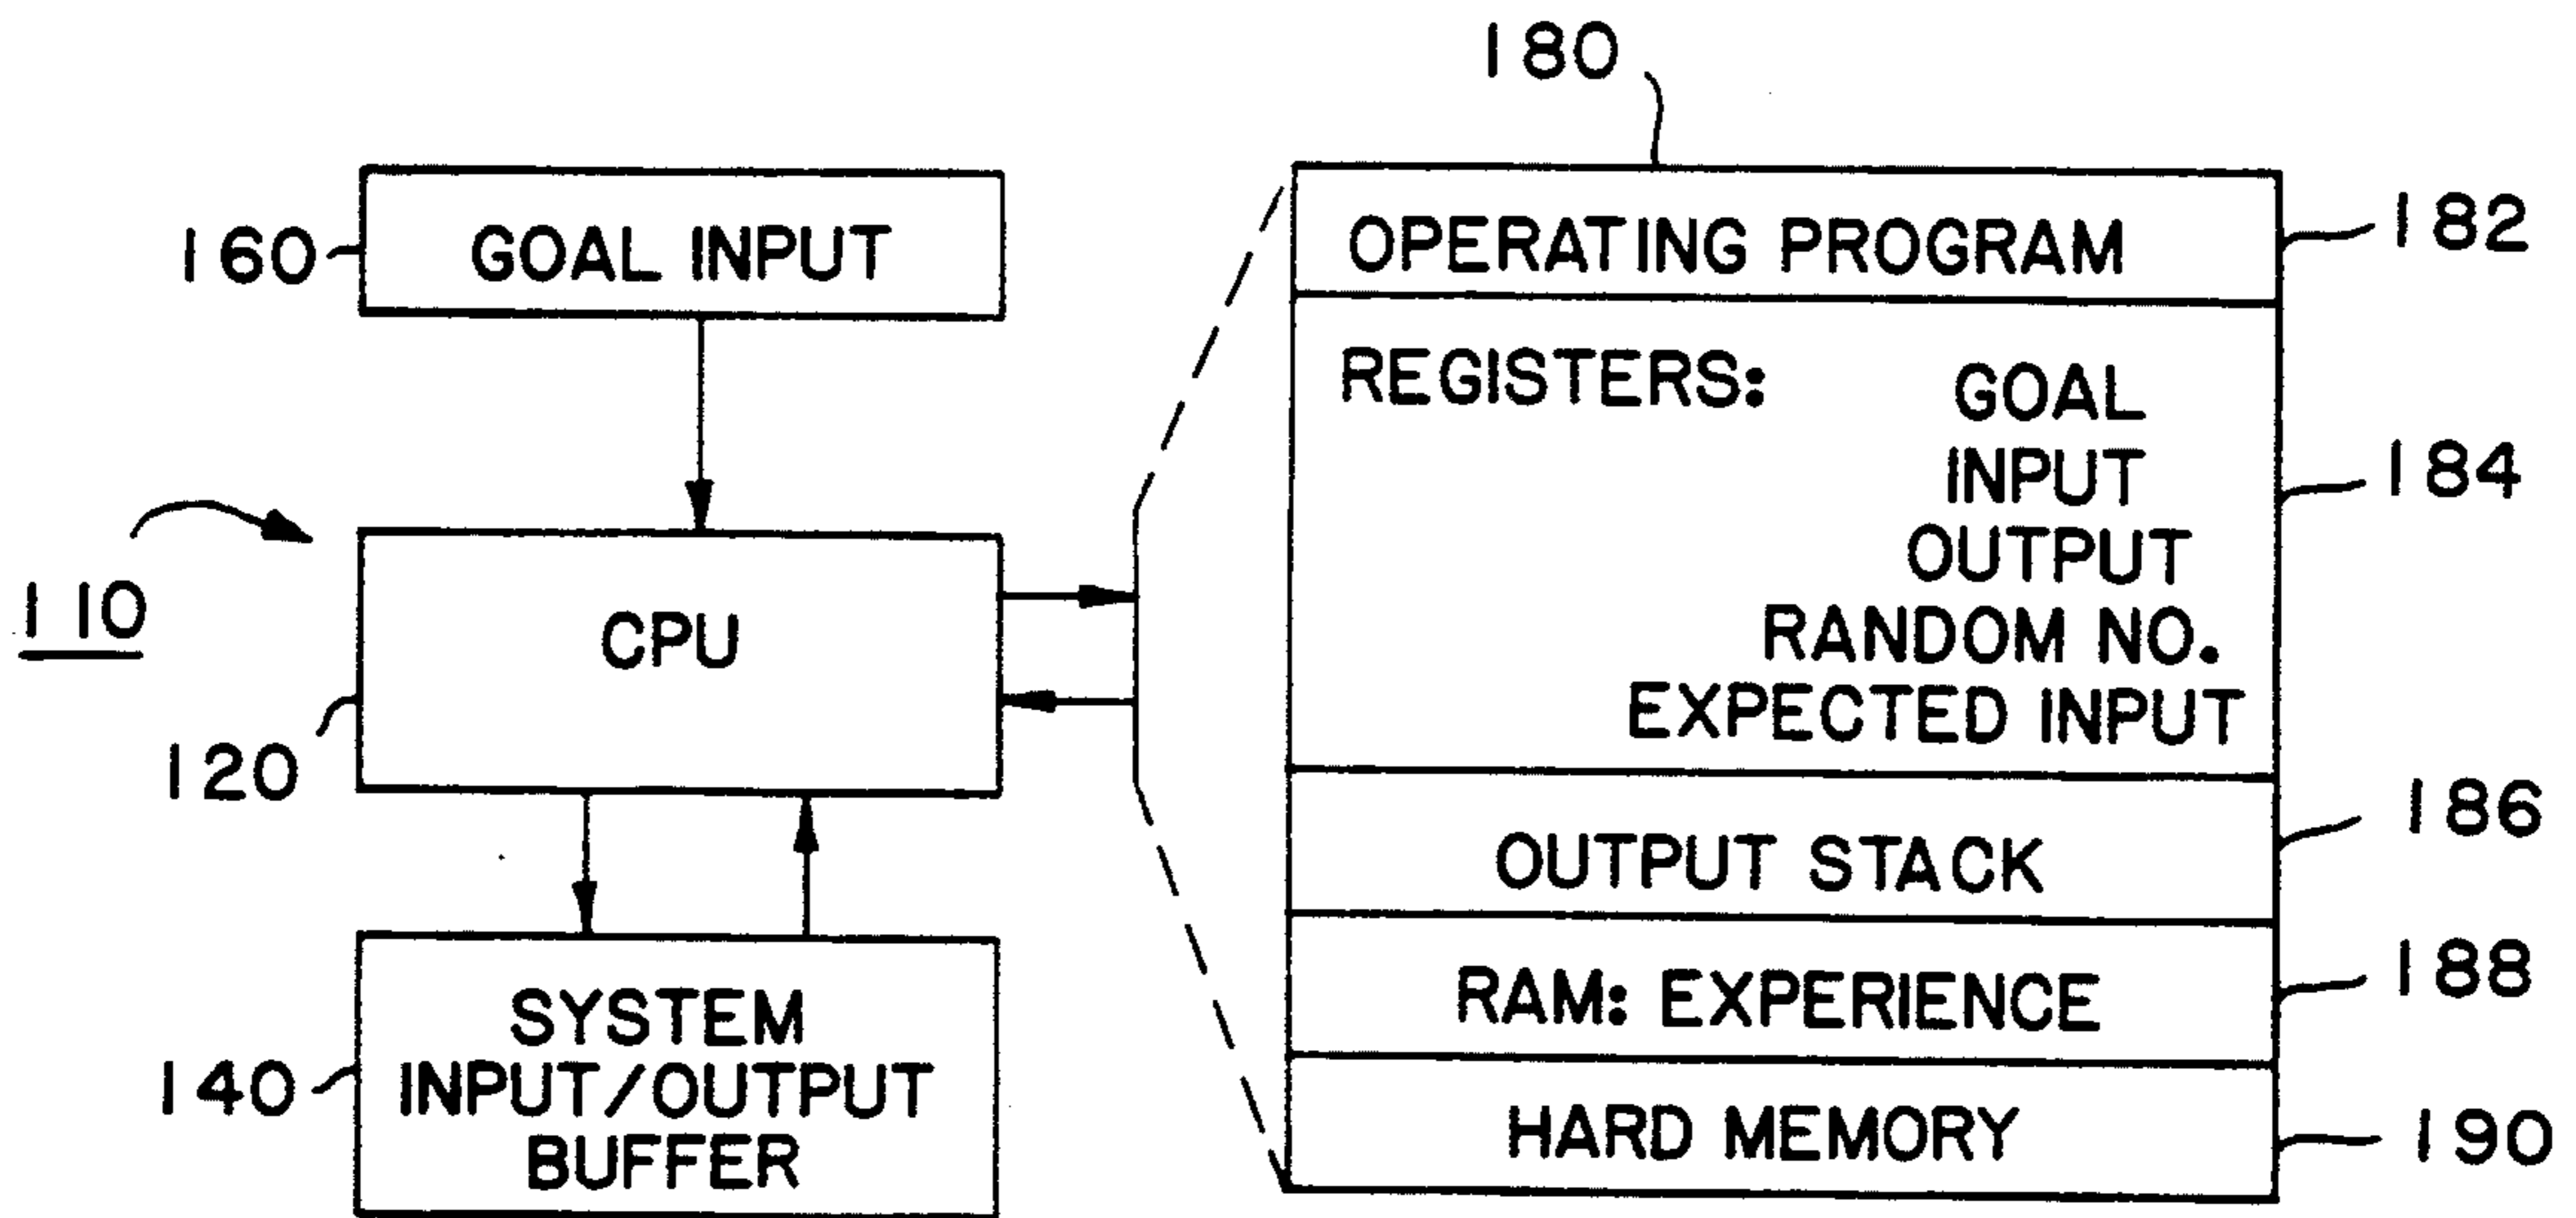 180
160
GOAL INPUT
OPERATING PROGRAM
182
REGISTERS:
GOAL
INPUT
OUTPUT
RANDOM NO.
EXPECTED INPUT
184
110
CPU
120
OUTPUT STACK
186
RAM: EXPERIENCE
188
HARD MEMORY
190
140
SYSTEM
INPUT/OUTPUT
BUFFER